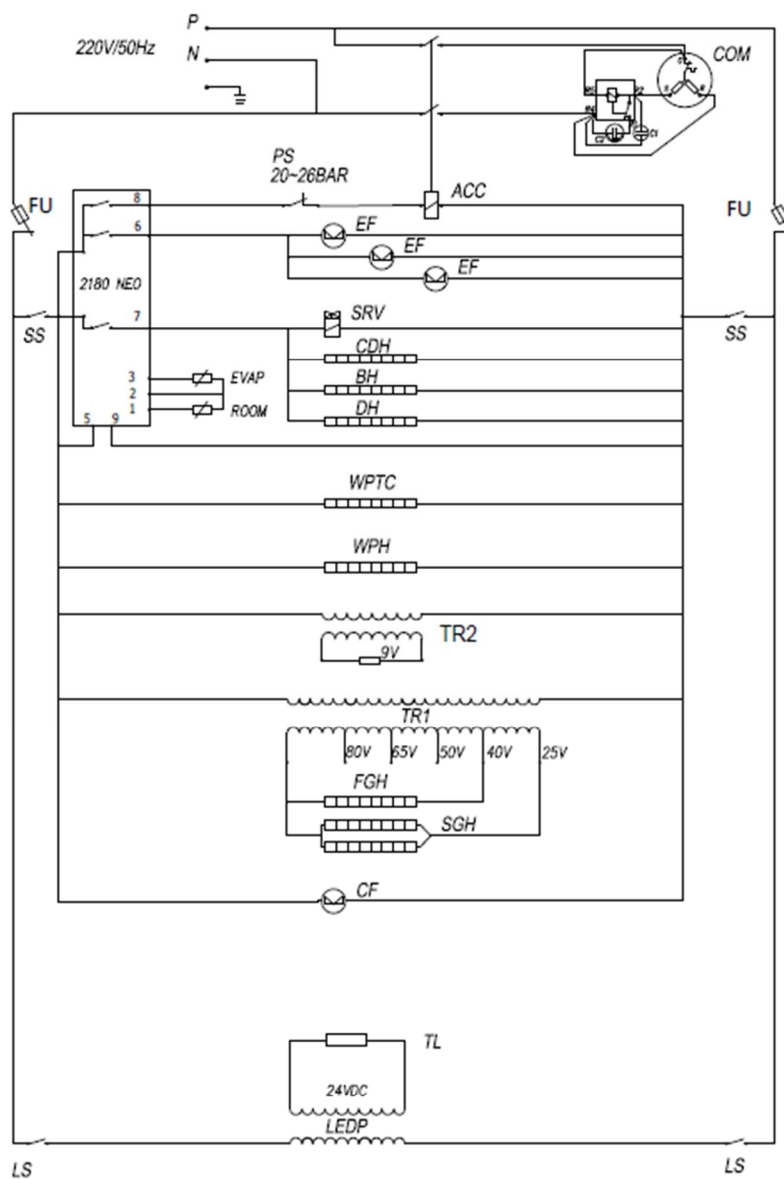 P
220V/50Hz
N
COM
PS
20~26BAR
ACC
FU
FU
8
6
EF
EF
EF
2180 NEO
7
SRV
SS
SS
CDH
BH
DH
3
EVAP
2
1
ROOM
5
9
WPTC
WPH
TR2
9V
TR1
80V
65V
50V
40V
25V
FGH
SGH
CF
TL
24VDC
LEDP
LS
LS